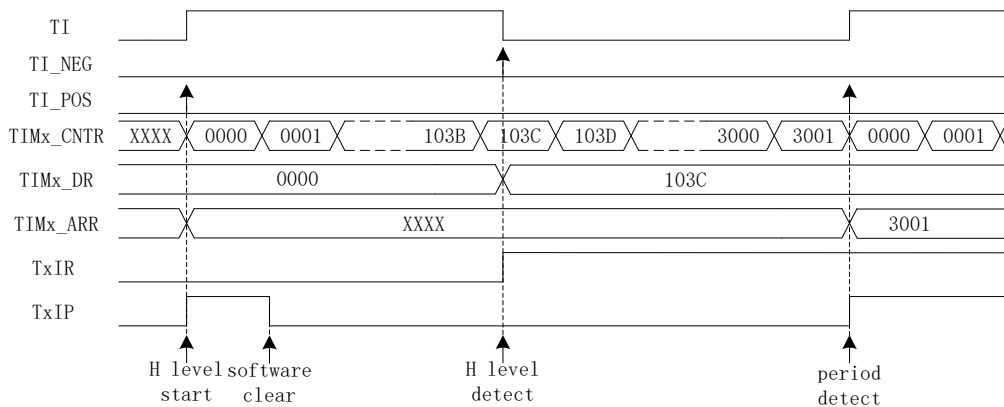 TI
TI_NEG
TI_POS
TIMx_CNTR XXXX 0000 0001 103B 103C 103D 3000 3001 0000 0001
TIMx_DR 0000 103C
TIMx_ARR XXXX 3001
TxIR
TxIP
H level start
software clear
H level detect
period detect